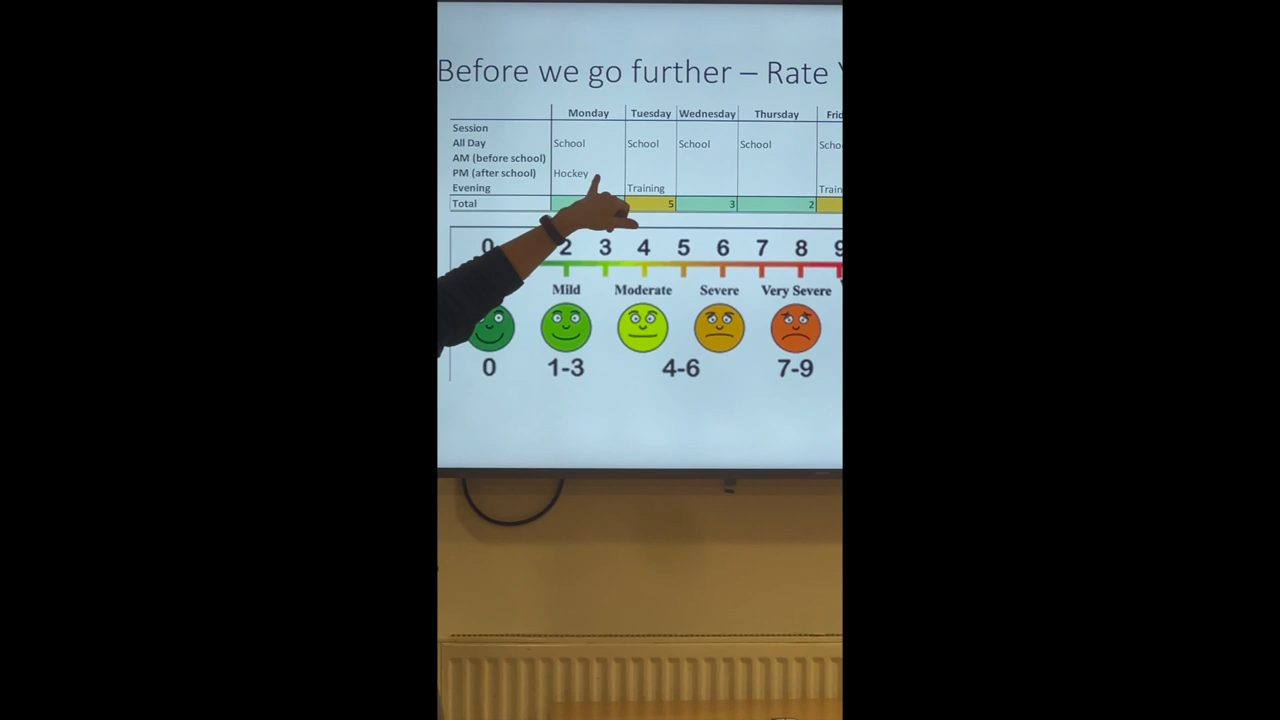 Before we go further – Rate
Monday Tuesday Wednesday Thursday
Session
All Day School School School School
AM (before school)
PM (after school) Hockey
Evening Training
Total 5 3 2
0 2 3 4 5 6 7 8 9
Mild Moderate Severe Very Severe
0 1-3 4-6 7-9